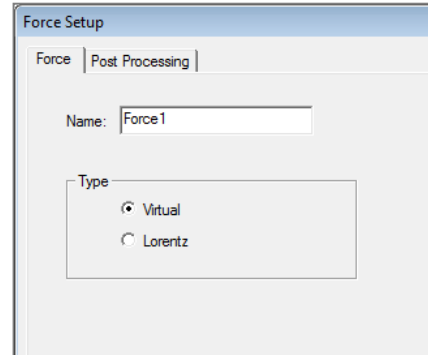 Force Setup
Force Post Processing
Name: Force1
Type
Virtual
Lorentz